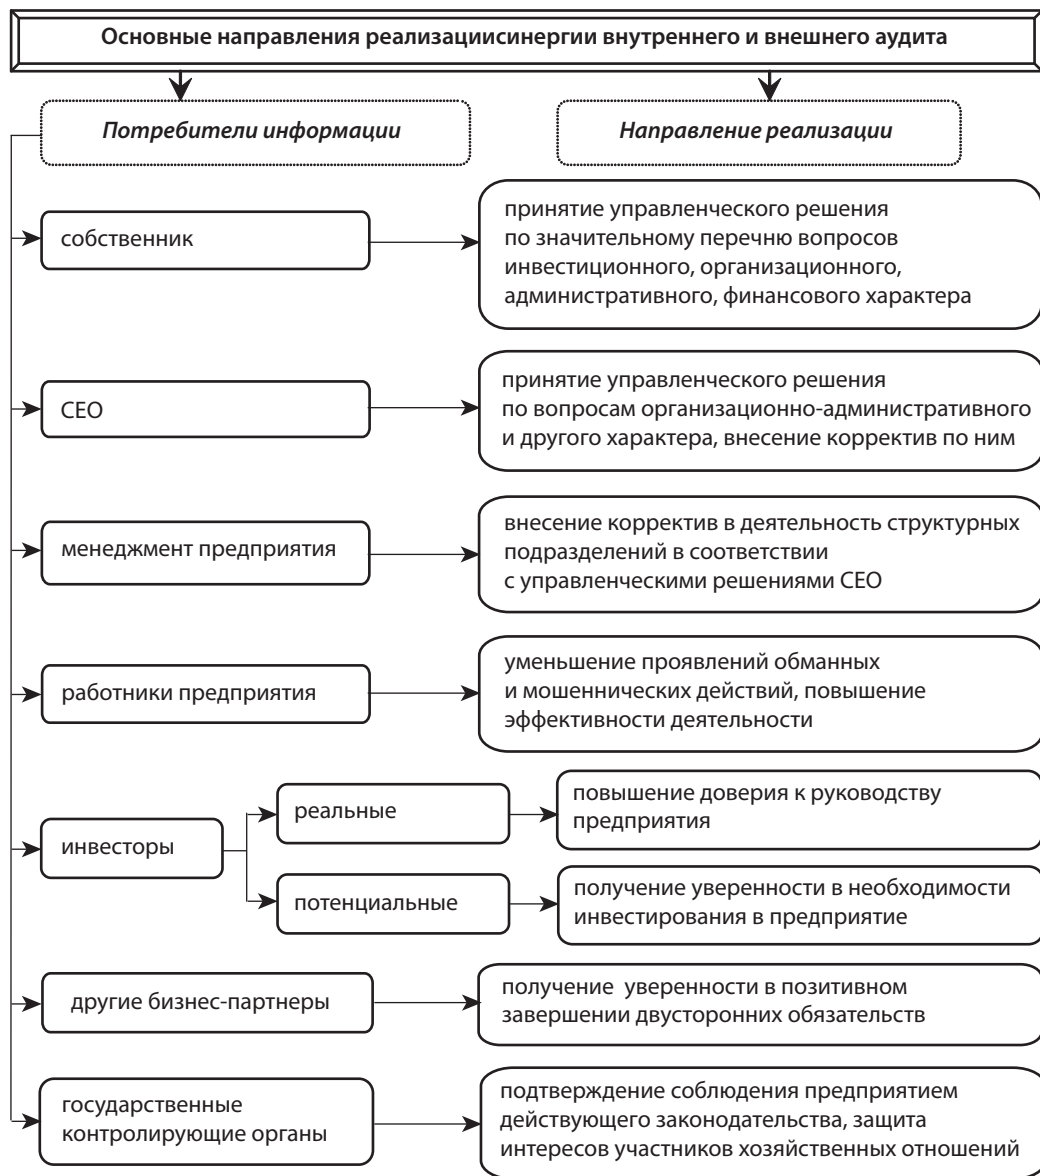 Основные направления реализациисинергии внутреннего и внешнего аудита
Потребители информации
Направление реализации
собственник
принятие управленческого решения
по значительному перечню вопросов
инвестиционного, организационного,
административного, финансового характера
CEO
принятие управленческого решения
по вопросам организационно-административного
и другого характера, внесение корректив по ним
менеджмент предприятия
внесение корректив в деятельность структурных
подразделений в соответствии
с управленческими решениями CEO
работники предприятия
уменьшение проявлений обманных
и мошеннических действий, повышение
эффективности деятельности
инвесторы
реальные
повышение доверия к руководству
предприятия
потенциальные
получение уверенности в необходимости
инвестирования в предприятие
другие бизнес-партнеры
получение уверенности в позитивном
завершении двусторонних обязательств
государственные
контролирующие органы
подтверждение соблюдения предприятием
действующего законодательства, защита
интересов участников хозяйственных отношений